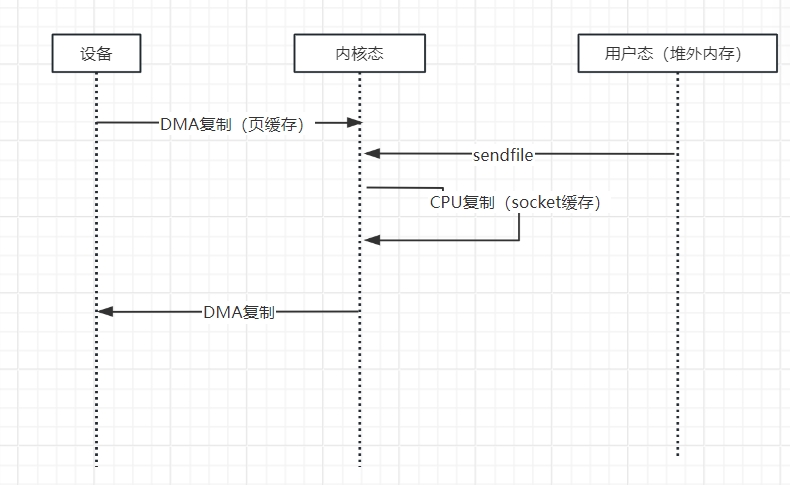 设备
内核态
用户态（堆外内存）
DMA复制（页缓存）
sendfile
CPU复制（socket缓存）
DMA复制